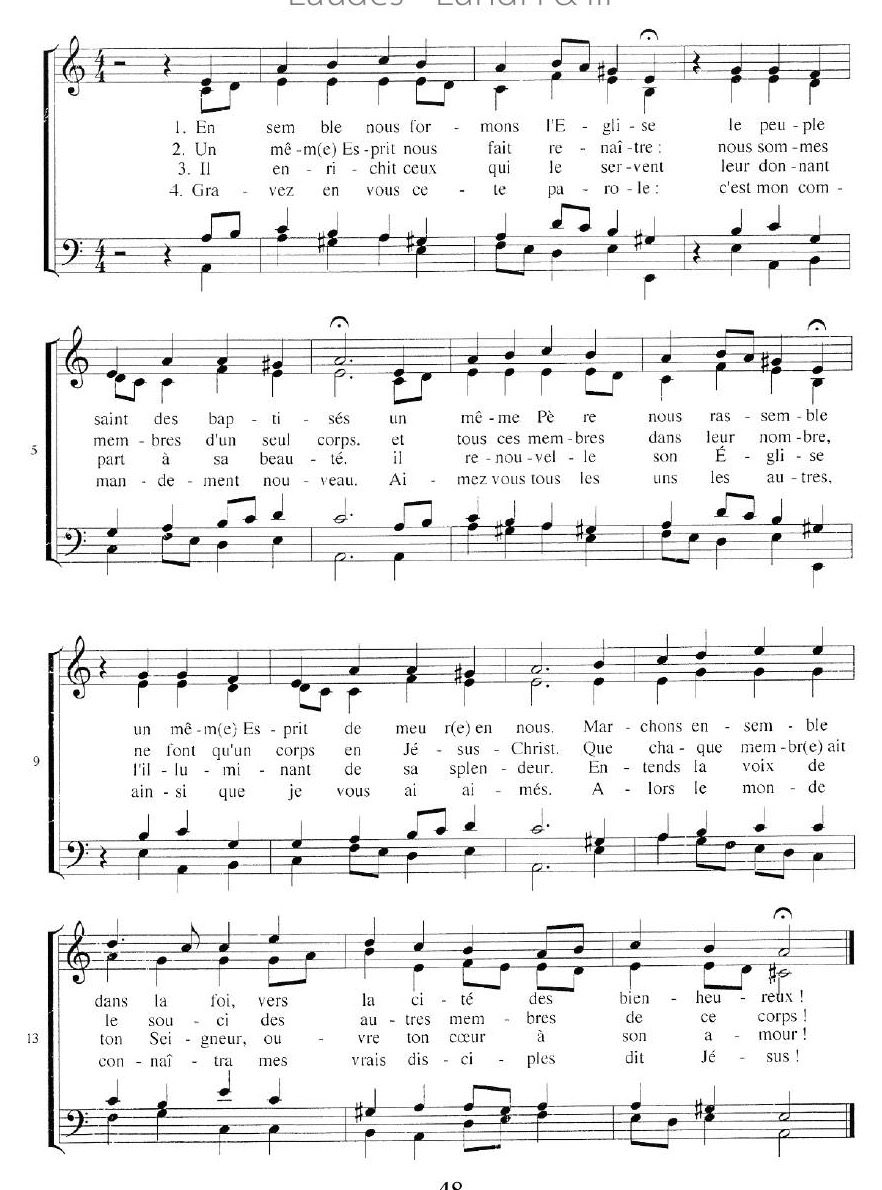 Laudes - Lundi I & III
1. En sem ble nous for - mons l'E - gli - se le peu - ple
2. Un mê -m(e) Es -prit nous fait re - naî - tre : nous som - mes
3. Il en - ri - chit ceux qui le ser - vent leur don - nant
4. Gra - vez en vous ce - te pa - ro - le : c'est mon com -
5
saint des bap - ti - sés un mê - me Pè re nous ras - sem - ble
mem - bres d'un seul corps. et tous ces mem - bres dans leur nom - bre,
part à sa beau - té. il re - nou - vel - le son É - gli - se
man - de - ment nou - veau. Ai - mez vous tous les uns les au - tres,
9
un mê -m(e) Es - prit de meu r(e) en nous. Mar - chons en - sem - ble
ne font qu'un corps en Jé - sus - Christ. Que cha - que mem - br(e) ait
l'il - lu - mi - nant de sa splen - deur. En - tends la voix de
ain - si que je vous ai ai - més. A - lors le mon - de
13
dans la foi, vers la ci - té des bien - heu - reux !
le sou - ci des au - tres mem - bres de ce corps !
ton Sei - gneur, ou - vre ton cœur à son a - mour !
con - naî - tra mes vrais dis - ci - ples dit Jé - sus !
48